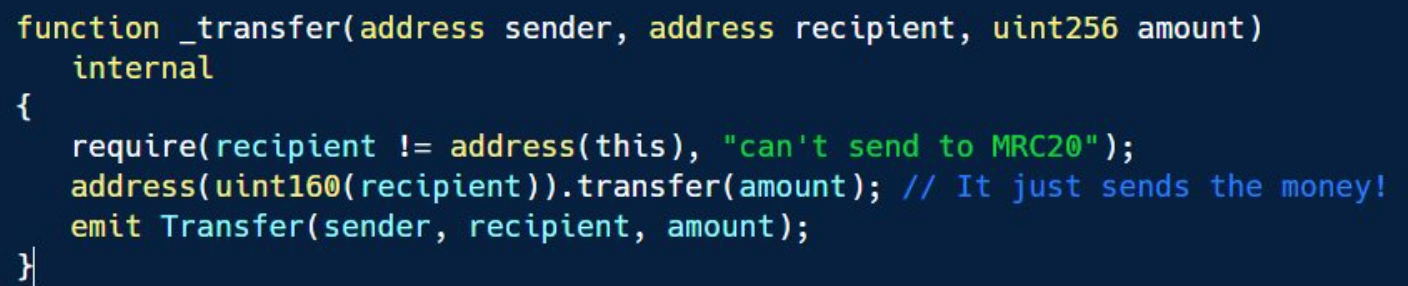 function _transfer(address sender, address recipient, uint256 amount)
internal
{
require(recipient != address(this), "can't send to MRC20");
address(uint160(recipient)).transfer(amount); // It just sends the money!
emit Transfer(sender, recipient, amount);
}